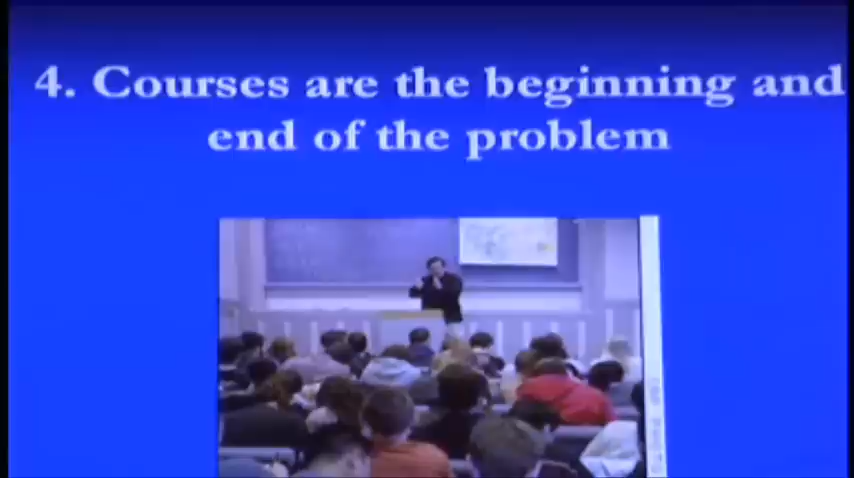 4. Courses are the beginning and
end of the problem